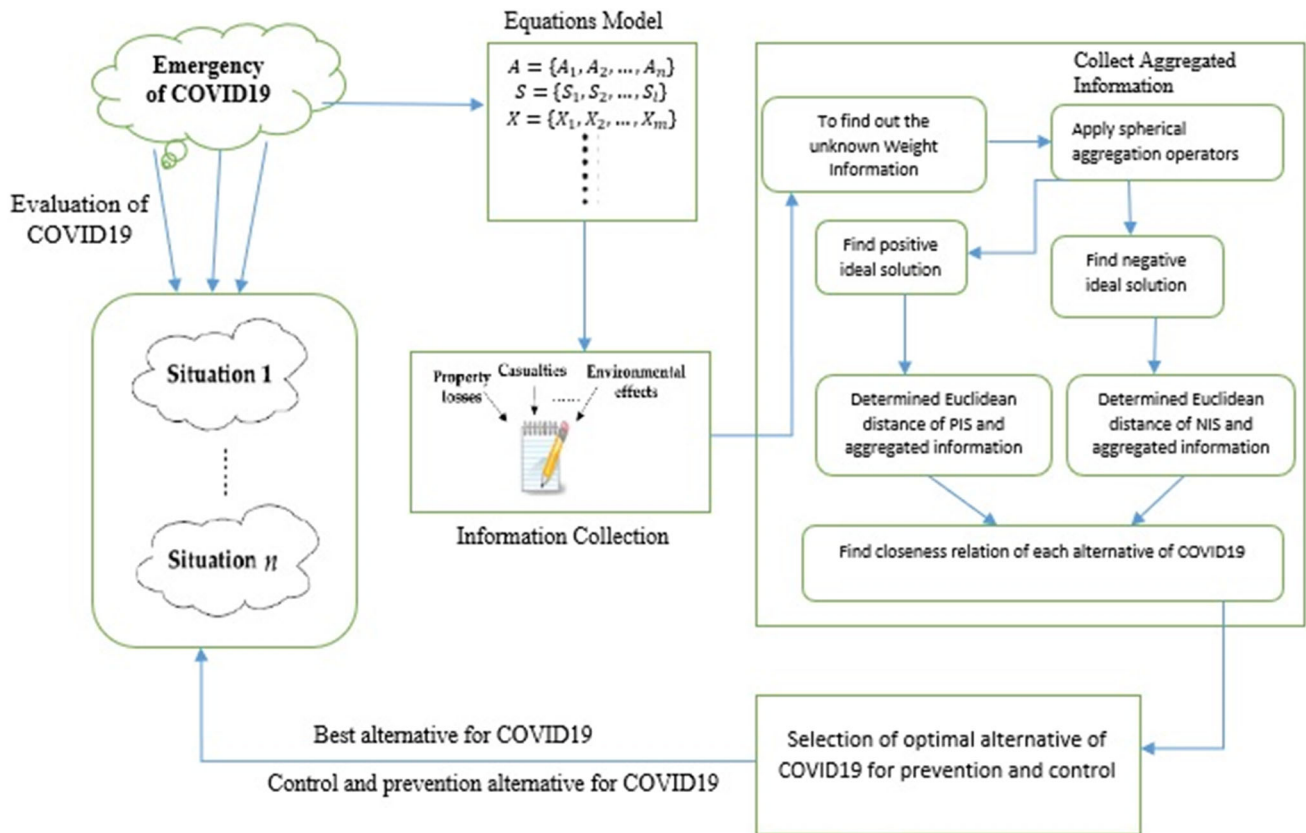 Emergency
of COVID19
Evaluation of
COVID19
Situation 1
Situation n
Equations Model
A = {A₁, A₂, ..., Aₙ}
S = {S₁, S₂, ..., Sₗ}
X = {X₁, X₂, ..., Xₘ}
Property
losses
Casualties
Environmental
effects
Information Collection
Collect Aggregated
Information
To find out the
unknown Weight
Information
Apply spherical
aggregation operators
Find positive
ideal solution
Find negative
ideal solution
Determined Euclidean
distance of PIS and
aggregated information
Determined Euclidean
distance of NIS and
aggregated information
Find closeness relation of each alternative of COVID19
Selection of optimal alternative of
COVID19 for prevention and control
Best alternative for COVID19
Control and prevention alternative for COVID19